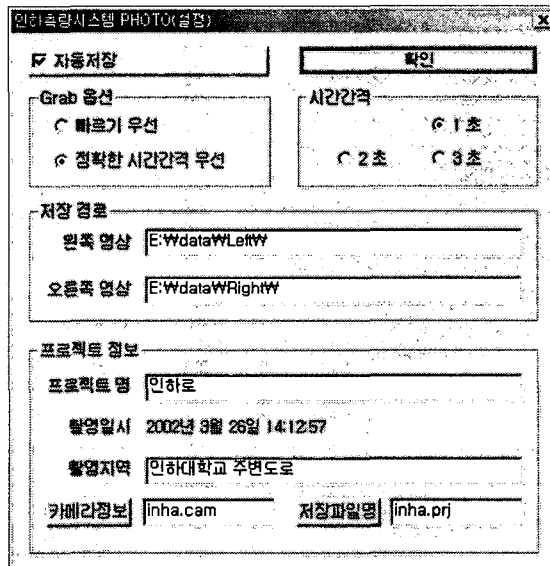 인하측량시스템 PHOTO(설정)
자동저장
확인
Grab 옵션
빠르기 우선
정확한 시간간격 우선
시간간격
1 초
2 초 3 초
저장 경로
왼쪽 영상 E:₩data₩Left₩
오른쪽 영상 E:₩data₩Right₩
프로젝트 정보
프로젝트 명 인하로
촬영일시 2002년 3월 26일 14:12:57
촬영지역 인하대학교 주변도로
카메라정보 inha.cam 저장파일명 inha.prj